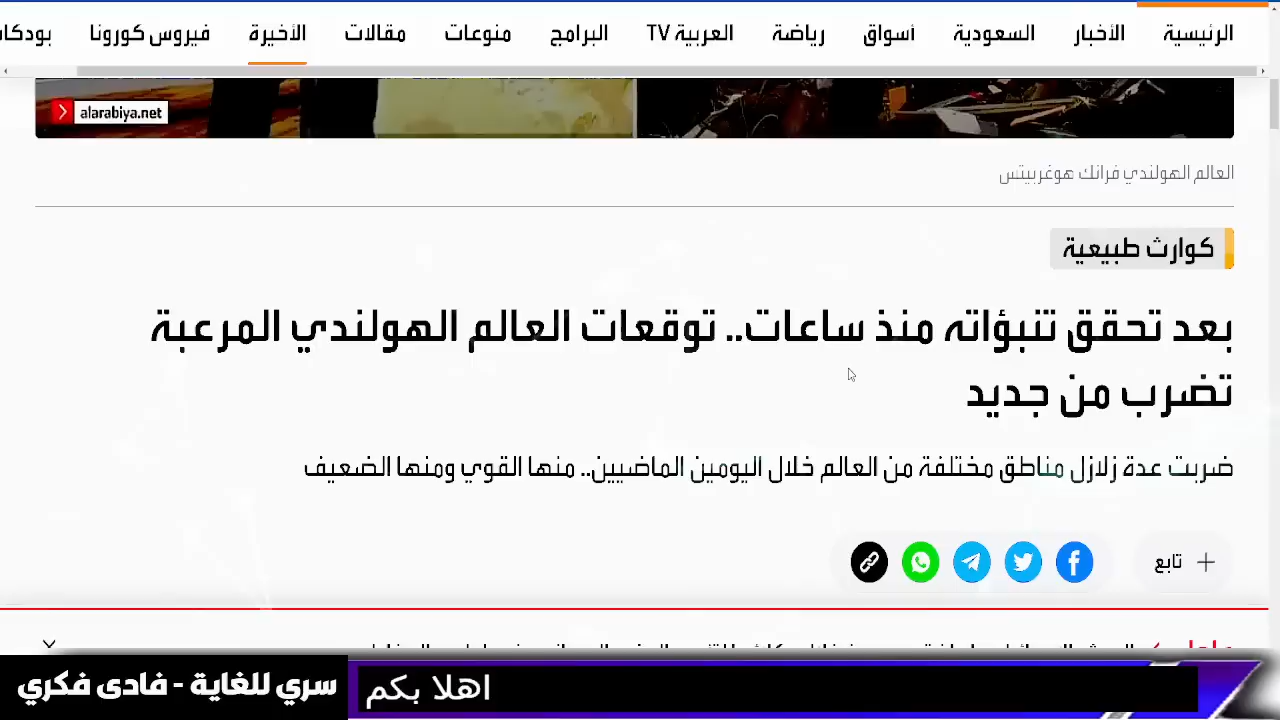 الرئيسية الأخبار السعودية أسواق رياضة العربية TV البرامج منوعات مقالات الأخيرة فيروس كورونا
alarabiya.net
العالم الهولندي فرانك هوغربيتس
كوارث طبيعية
بعد تحقق تنبؤاته منذ ساعات.. توقعات العالم الهولندي المرعبة
تضرب من جديد
ضربت عدة زلازل مناطق مختلفة من العالم خلال اليومين الماضيين.. منها القوي ومنها الضعيف
تابع
اهلا بكم
سري للغاية - فادى فكري